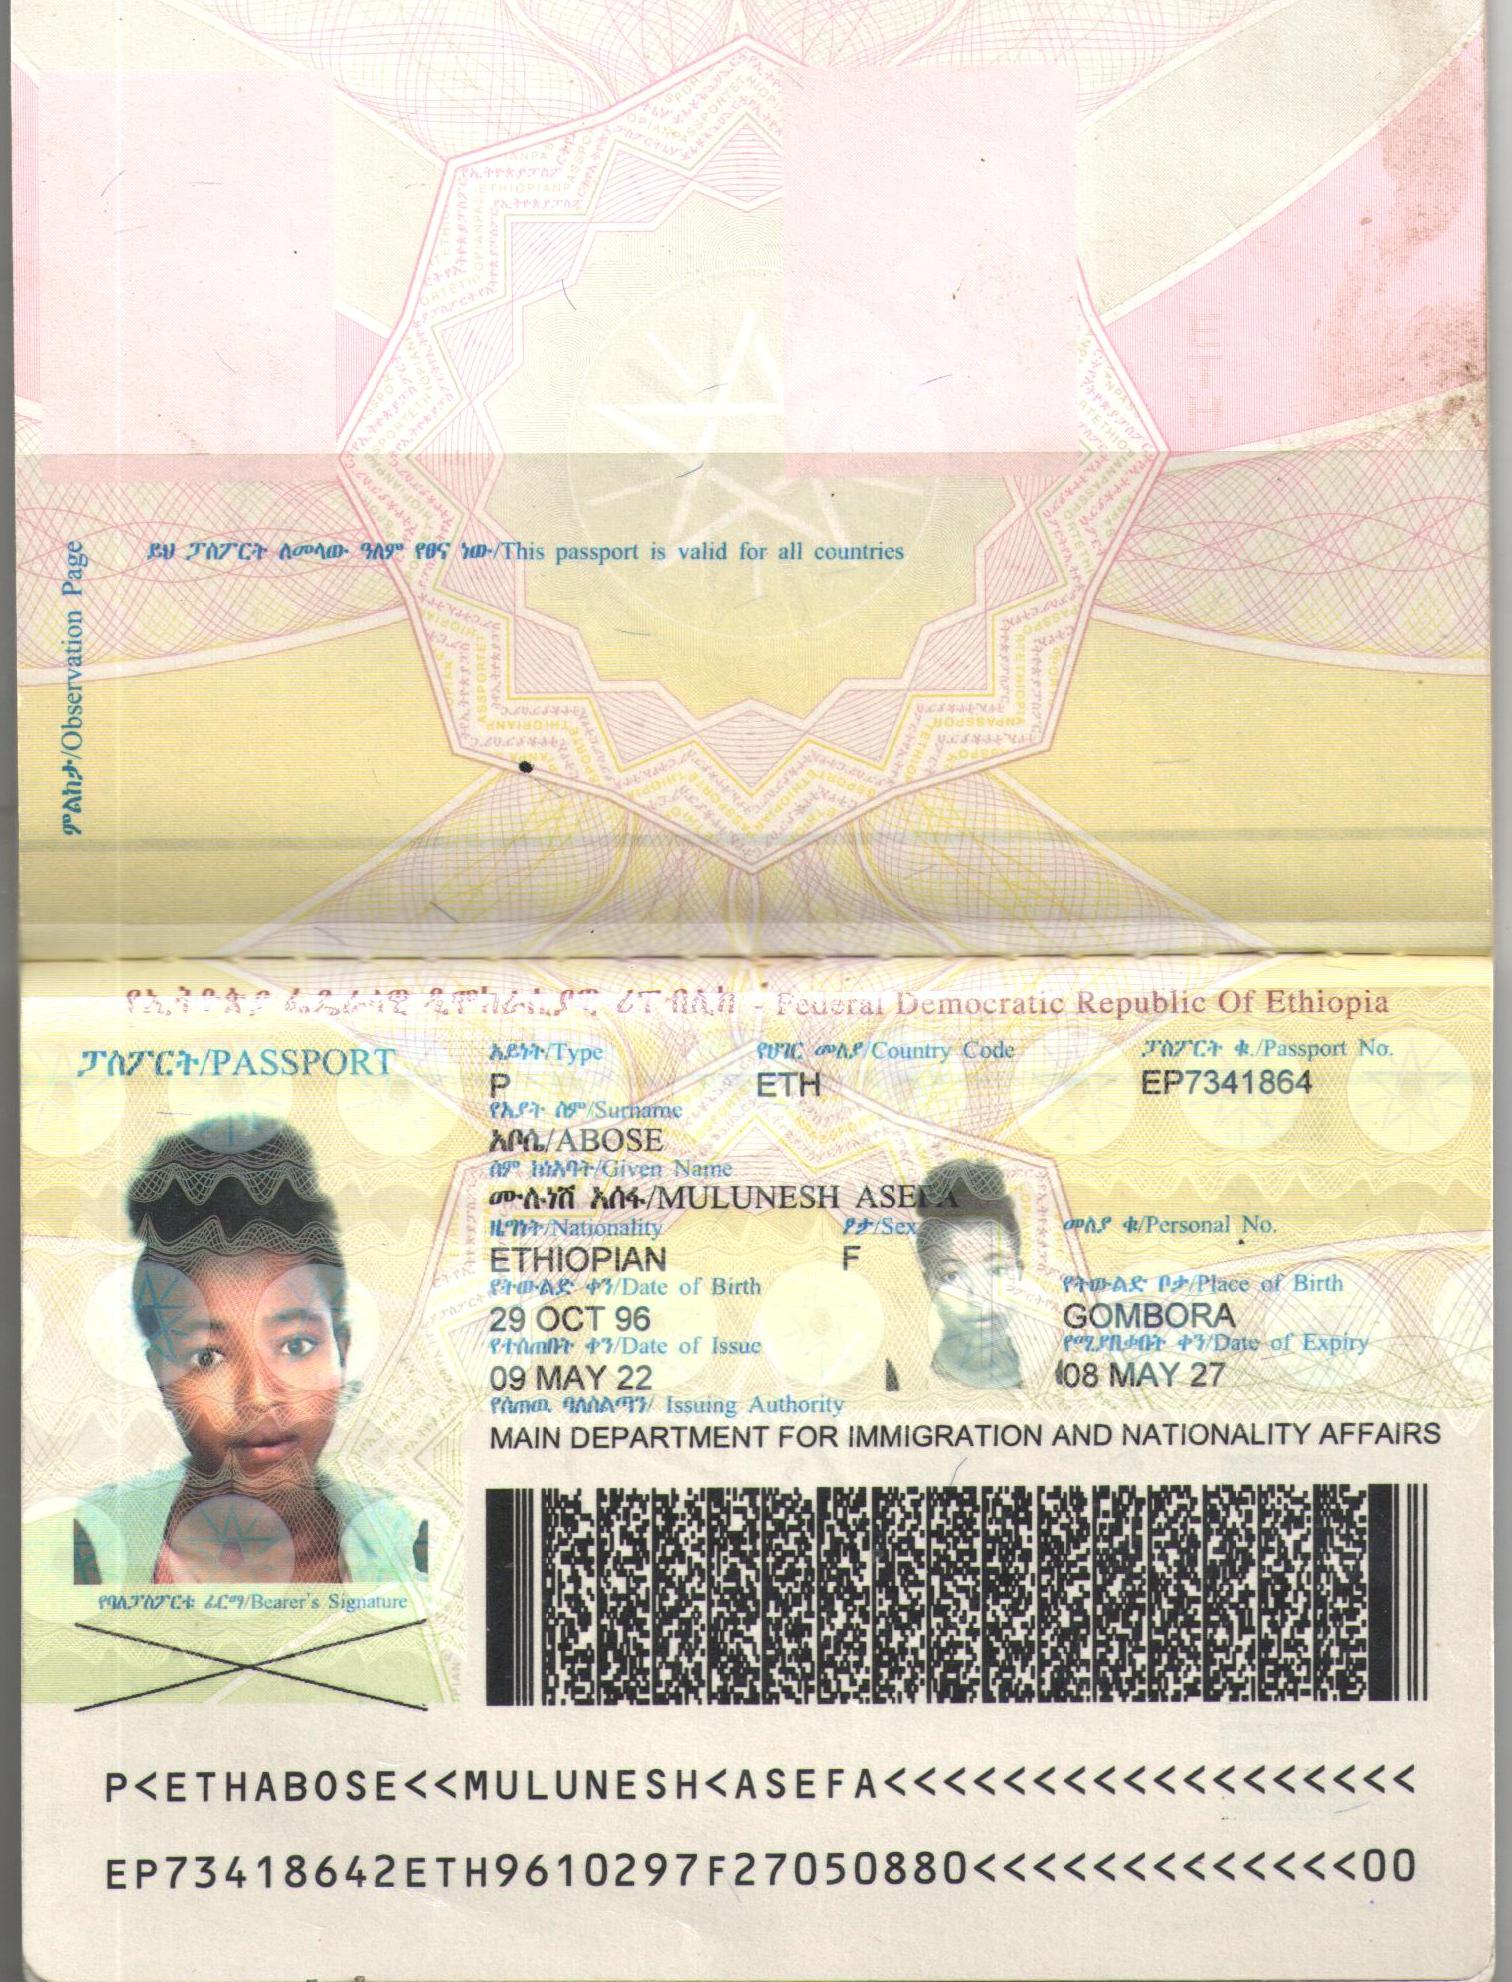 ይህ ፓስፖርት ለመላው ዓለም የፀና ነው/This passport is valid for all countries
ምልከታ/Observation Page
የኢትዮጵያ ፌዴራላዊ ዲሞክራሲያዊ ሪፐብሊክ - Federal Democratic Republic Of Ethiopia
ፓስፖርት/PASSPORT
አይነት/Type የሀገር መለያ/Country Code ፓስፖርት ቁ./Passport No.
P ETH EP7341864
የአያት ስም/Surname
አቦሴ/ABOSE
ስም ከነአባት/Given Name
ሙሉነሽ አሰፋ/MULUNESH ASEFA
ዜግነት/Nationality ፆታ/Sex መለያ ቁ/Personal No.
ETHIOPIAN F
የትውልድ ቀን/Date of Birth የትውልድ ቦታ/Place of Birth
29 OCT 96 GOMBORA
የተሰጠበት ቀን/Date of Issue የሚያበቃበት ቀን/Date of Expiry
09 MAY 22 08 MAY 27
የሰጠዉ ባለስልጣን/ Issuing Authority
MAIN DEPARTMENT FOR IMMIGRATION AND NATIONALITY AFFAIRS
የባለፓስፖርቱ ፊርማ/Bearer's Signature
P<ETHABOSE<<MULUNESH<ASEFA<<<<<<<<<<<<<<<<<<
EP73418642ETH9610297F27050880<<<<<<<<<<<<<00
ETH